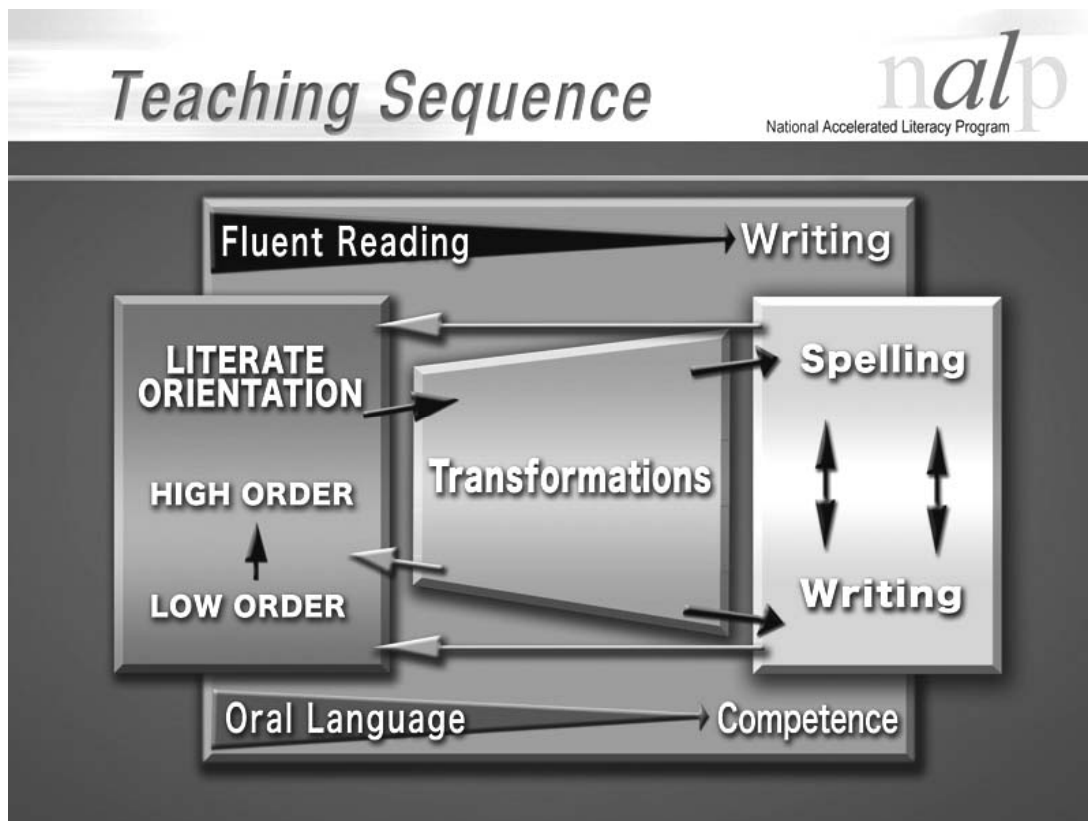 Teaching Sequence
nalp
National Accelerated Literacy Program
Fluent Reading
Writing
LITERATE
ORIENTATION
HIGH ORDER
LOW ORDER
Transformations
Spelling
Writing
Oral Language
Competence